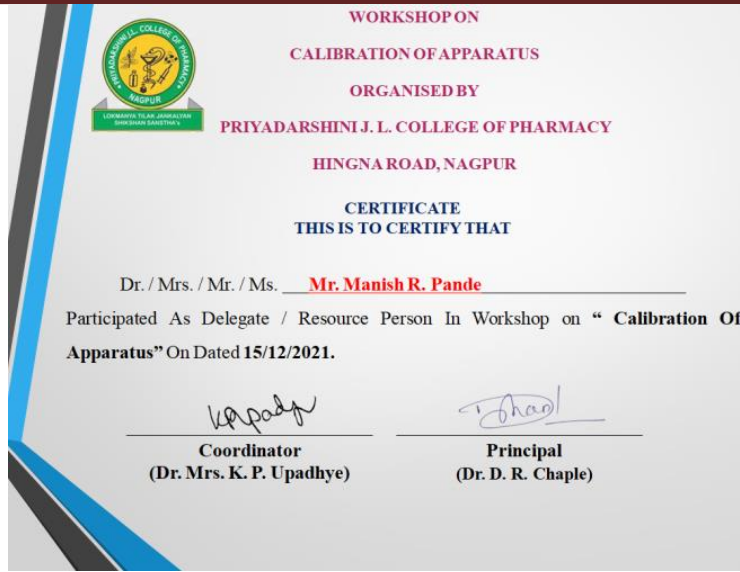 WORKSHOP ON
CALIBRATION OF APPARATUS
ORGANISED BY
PRIYADARSHINI J. L. COLLEGE OF PHARMACY
HINGNA ROAD, NAGPUR
PRIYADARSHINI J.L. COLLEGE OF PHARMACY
NAGPUR
LOKMANYA TILAK JANKALYAN
SHIKSHAN SANSTHA's
CERTIFICATE
THIS IS TO CERTIFY THAT
Dr. / Mrs. / Mr. / Ms. Mr. Manish R. Pande
Participated As Delegate / Resource Person In Workshop on “ Calibration Of
Apparatus” On Dated 15/12/2021.
Coordinator Principal
(Dr. Mrs. K. P. Upadhye) (Dr. D. R. Chaple)